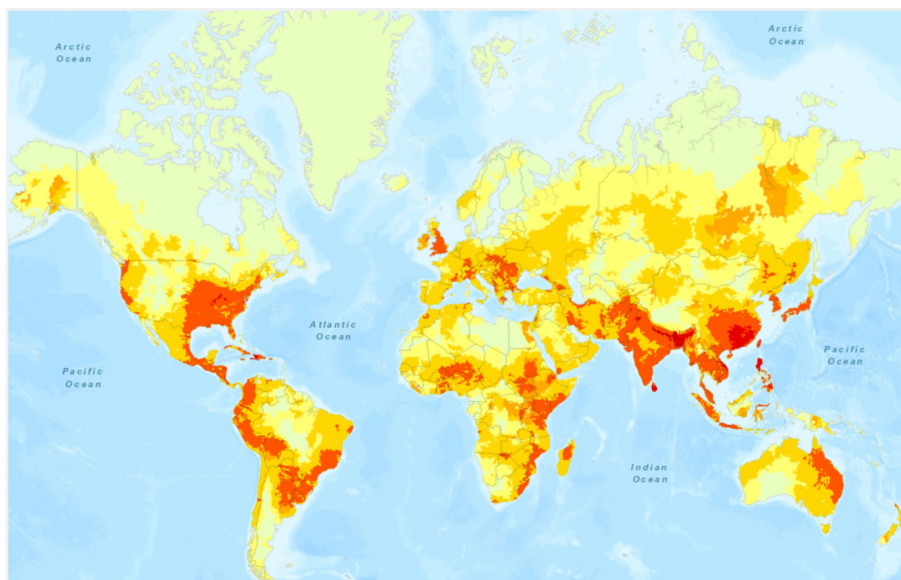 Arctic
Ocean
Arctic
Ocean
Atlantic
Ocean
Pacific
Ocean
Pacific
Ocean
Indian
Ocean